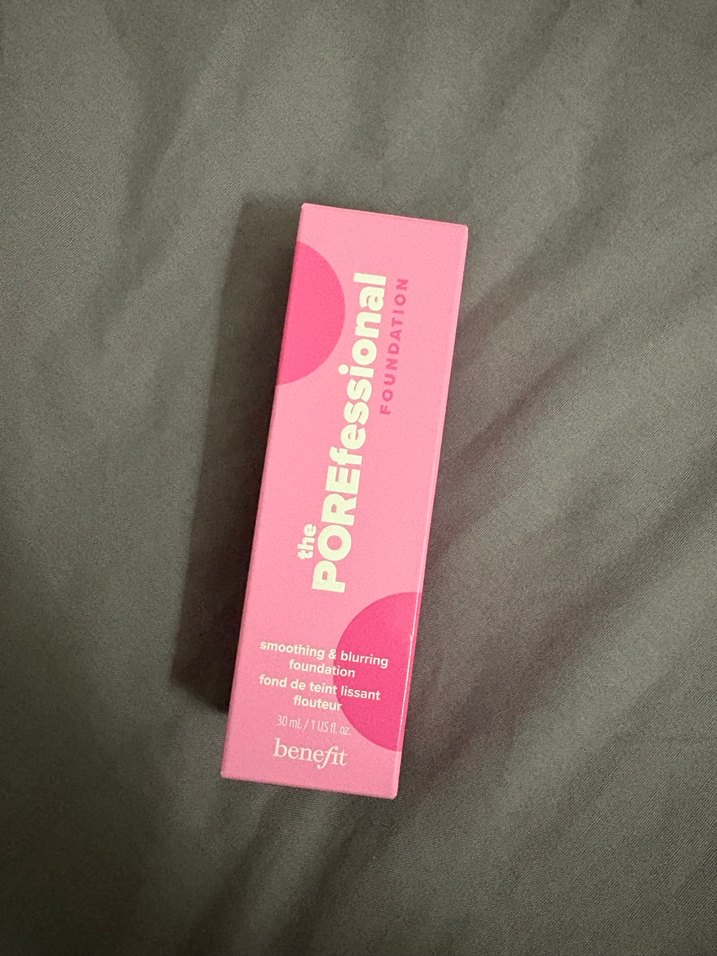 the
POREfessional
FOUNDATION
smoothing & blurring
foundation
fond de teint lissant
flouteur
30 mL / 1 US fl. oz.
benefit